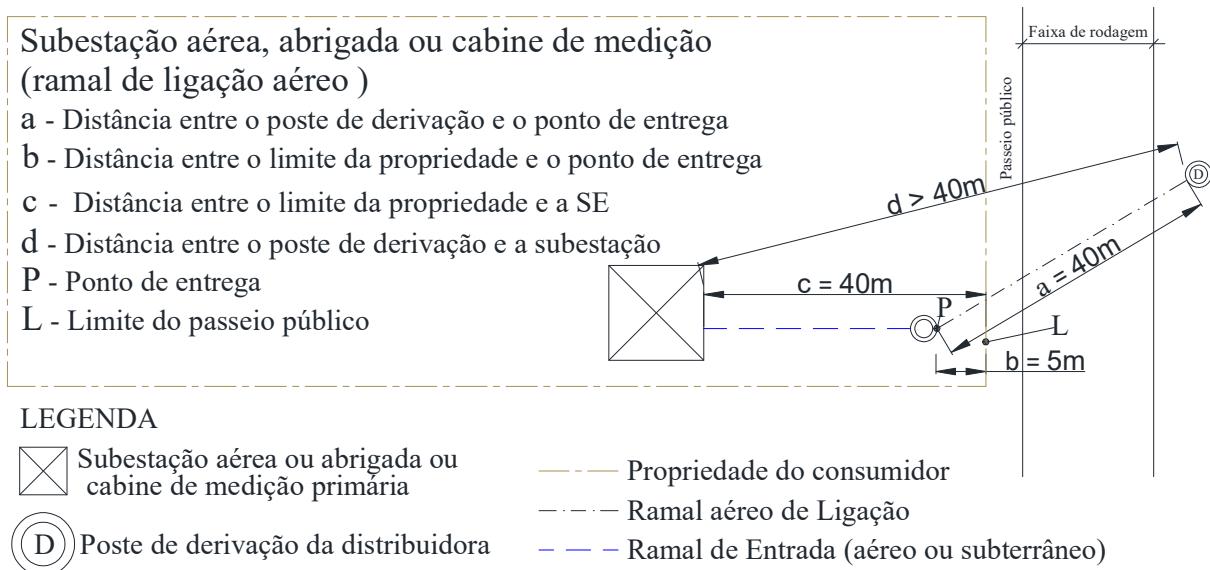 Subestação aérea, abrigada ou cabine de medição
(ramal de ligação aéreo )
a - Distância entre o poste de derivação e o ponto de entrega
b - Distância entre o limite da propriedade e o ponto de entrega
c - Distância entre o limite da propriedade e a SE
d - Distância entre o poste de derivação e a subestação
P - Ponto de entrega
L - Limite do passeio público
Faixa de rodagem
Passeio público
D
d > 40m
a = 40m
c = 40m
P
L
b = 5m
LEGENDA
Subestação aérea ou abrigada ou
cabine de medição primária
D Poste de derivação da distribuidora
Propriedade do consumidor
Ramal aéreo de Ligação
Ramal de Entrada (aéreo ou subterrâneo)